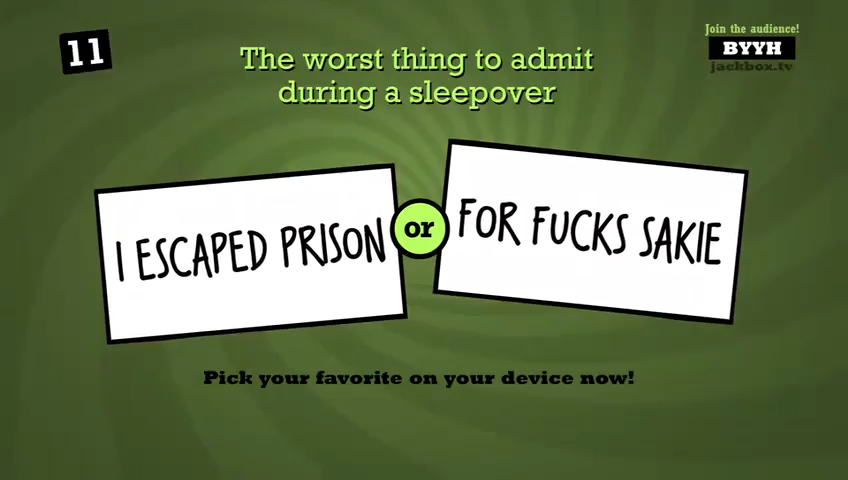 11
Join the audience!
BYYH
jackbox.tv
The worst thing to admit
during a sleepover
I ESCAPED PRISON
or
FOR FUCKS SAKIE
Pick your favorite on your device now!